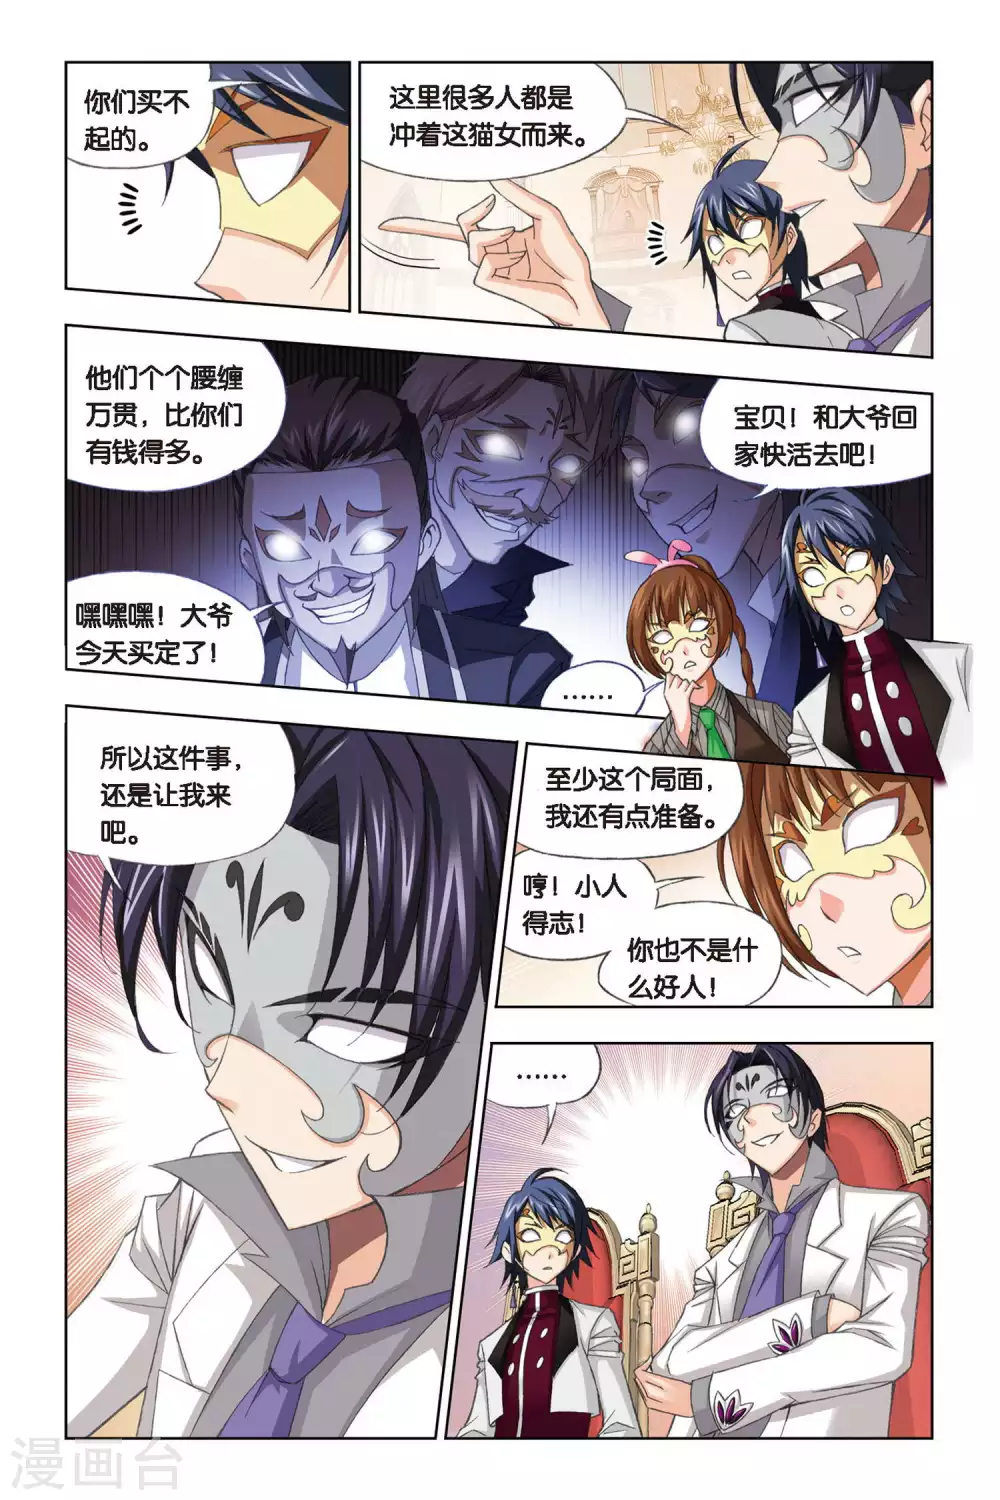 你们买不
起的。
这里很多人都是
冲着这猫女而来。
他们个个腰缠
万贯，比你们
有钱得多。
宝贝！和大爷回
家快活去吧！
嘿嘿嘿！大爷
今天买定了！
……
所以这件事，
还是让我来
吧。
至少这个局面，
我还有点准备。
哼！小人
得志！
你也不是什
么好人！
……
漫画台